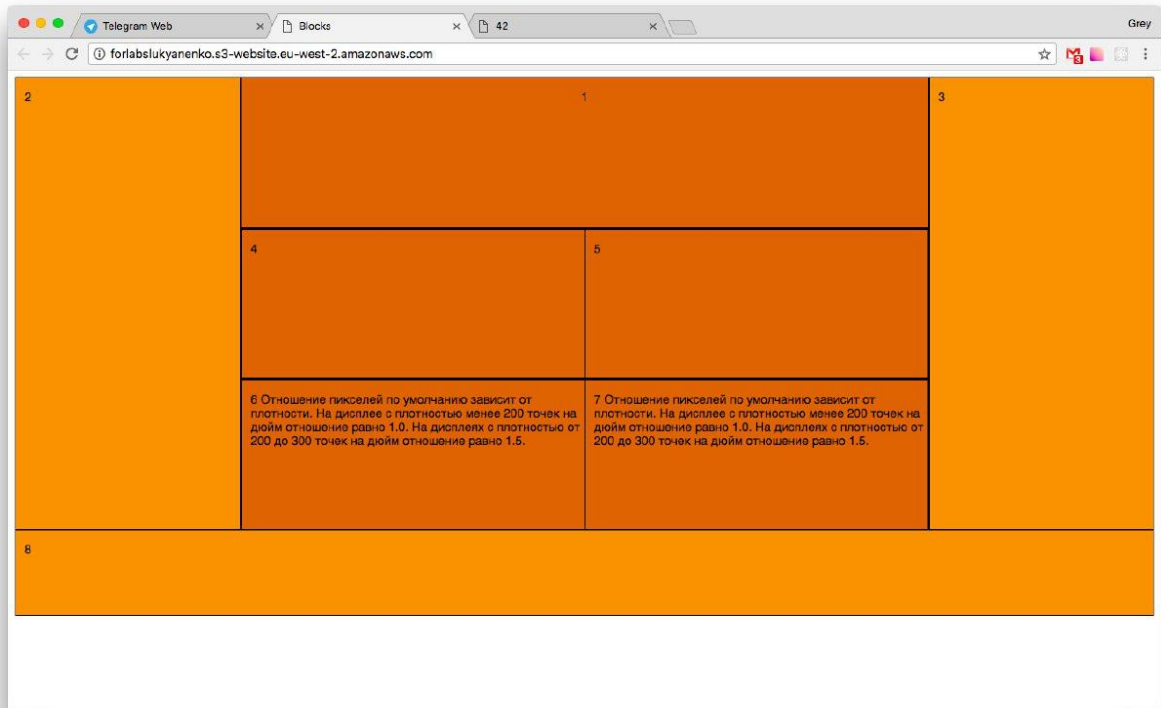 Telegram Web
Blocks
42
Grey
forlabslukyanenko.s3-website.eu-west-2.amazonaws.com
3
2
1
3
4
5
6 Отношение пикселей по умолчанию зависит от
плотности. На дисплее с плотностью менее 200 точек на
дюйм отношение равно 1.0. На дисплеях с плотностью от
200 до 300 точек на дюйм отношение равно 1.5.
7 Отношение пикселей по умолчанию зависит от
плотности. На дисплее с плотностью менее 200 точек на
дюйм отношение равно 1.0. На дисплеях с плотностью от
200 до 300 точек на дюйм отношение равно 1.5.
8